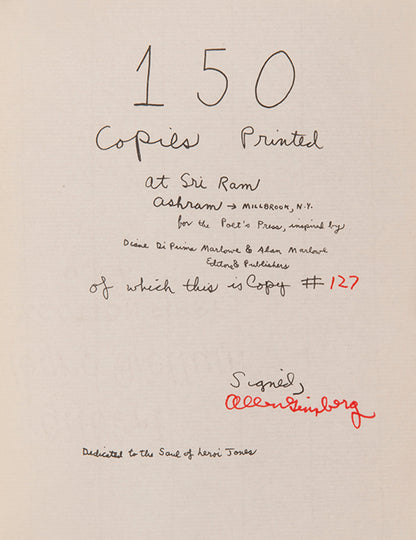 150
Copies Printed
at Sri Ram
Ashram → MILLBROOK, N.Y.
for the Poet's Press, inspired by
Diane Di Prima Marlowe & Alan Marlowe
Editors & Publishers
of which this is Copy # 127
Signed,
Allen Ginsberg
Dedicated to the Soul of Leroi Jones